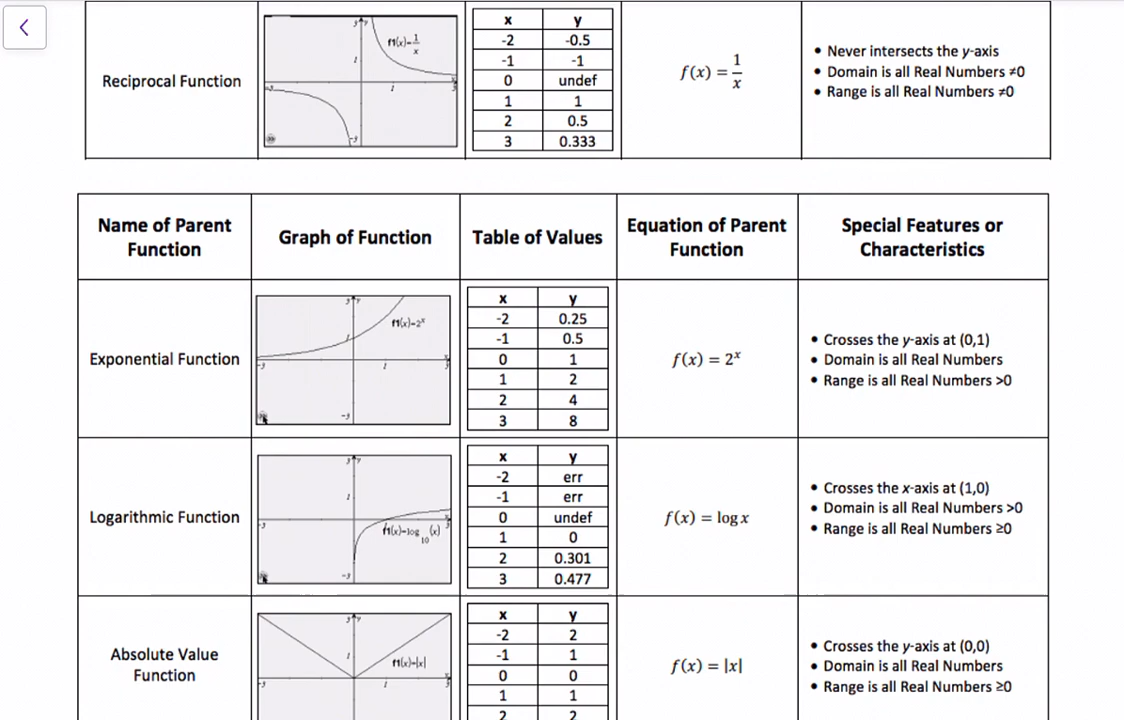 Reciprocal Function
f1(x)=1/x
x y
-2 -0.5
-1 -1
0 undef
1 1
2 0.5
3 0.333
f(x) = 1/x
• Never intersects the y-axis
• Domain is all Real Numbers ≠0
• Range is all Real Numbers ≠0
Name of Parent
Function
Graph of Function
Table of Values
Equation of Parent
Function
Special Features or
Characteristics
Exponential Function
f1(x)=2ˣ
x y
-2 0.25
-1 0.5
0 1
1 2
2 4
3 8
f(x) = 2ˣ
• Crosses the y-axis at (0,1)
• Domain is all Real Numbers
• Range is all Real Numbers >0
Logarithmic Function
f1(x)=log₁₀(x)
x y
-2 err
-1 err
0 undef
1 0
2 0.301
3 0.477
f(x) = log x
• Crosses the x-axis at (1,0)
• Domain is all Real Numbers >0
• Range is all Real Numbers ≥0
Absolute Value
Function
f1(x)=|x|
x y
-2 2
-1 1
0 0
1 1
2 2
f(x) = |x|
• Crosses the y-axis at (0,0)
• Domain is all Real Numbers
• Range is all Real Numbers ≥0